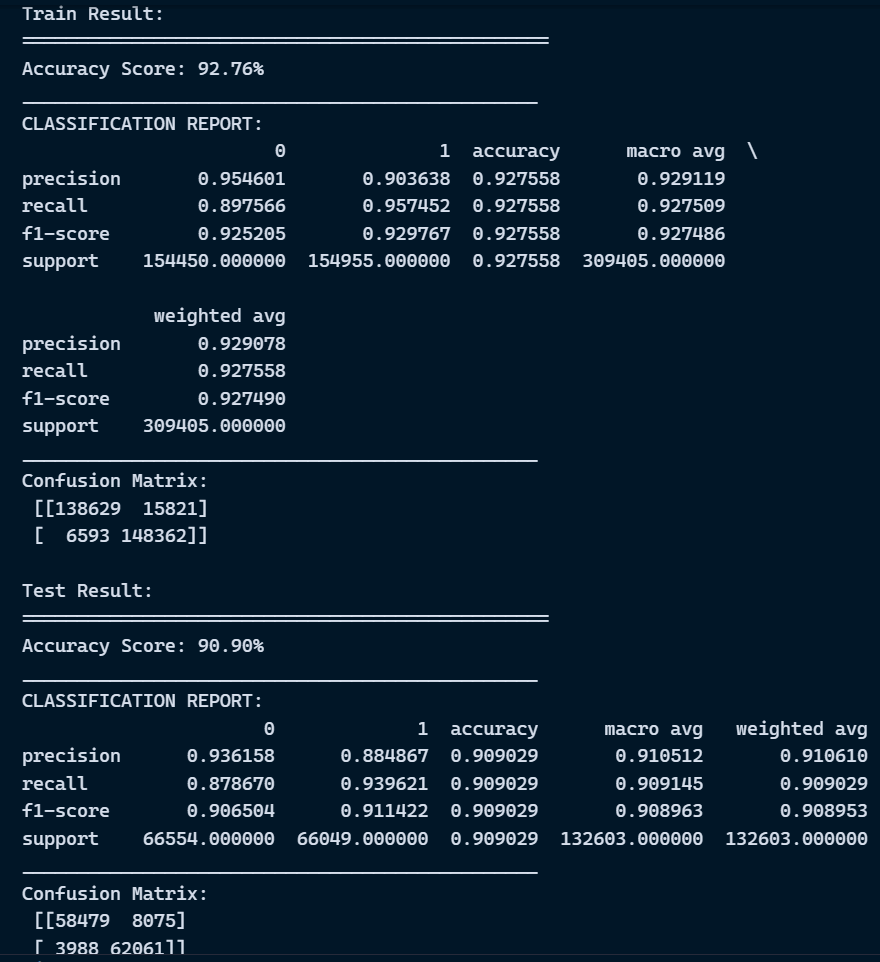 Train Result:
================================================
Accuracy Score: 92.76%
_______________________________________________
CLASSIFICATION REPORT:
                       0              1  accuracy      macro avg  \
precision       0.954601       0.903638  0.927558       0.929119
recall          0.897566       0.957452  0.927558       0.927509
f1-score        0.925205       0.929767  0.927558       0.927486
support    154450.000000  154955.000000  0.927558  309405.000000

            weighted avg
precision       0.929078
recall          0.927558
f1-score        0.927490
support    309405.000000
_______________________________________________
Confusion Matrix:
 [[138629  15821]
 [  6593 148362]]

Test Result:
================================================
Accuracy Score: 90.90%
_______________________________________________
CLASSIFICATION REPORT:
                      0             1  accuracy      macro avg   weighted avg
precision      0.936158      0.884867  0.909029       0.910512       0.910610
recall         0.878670      0.939621  0.909029       0.909145       0.909029
f1-score       0.906504      0.911422  0.909029       0.908963       0.908953
support    66554.000000  66049.000000  0.909029  132603.000000  132603.000000
_______________________________________________
Confusion Matrix:
 [[58479  8075]
 [ 3988 62061]]